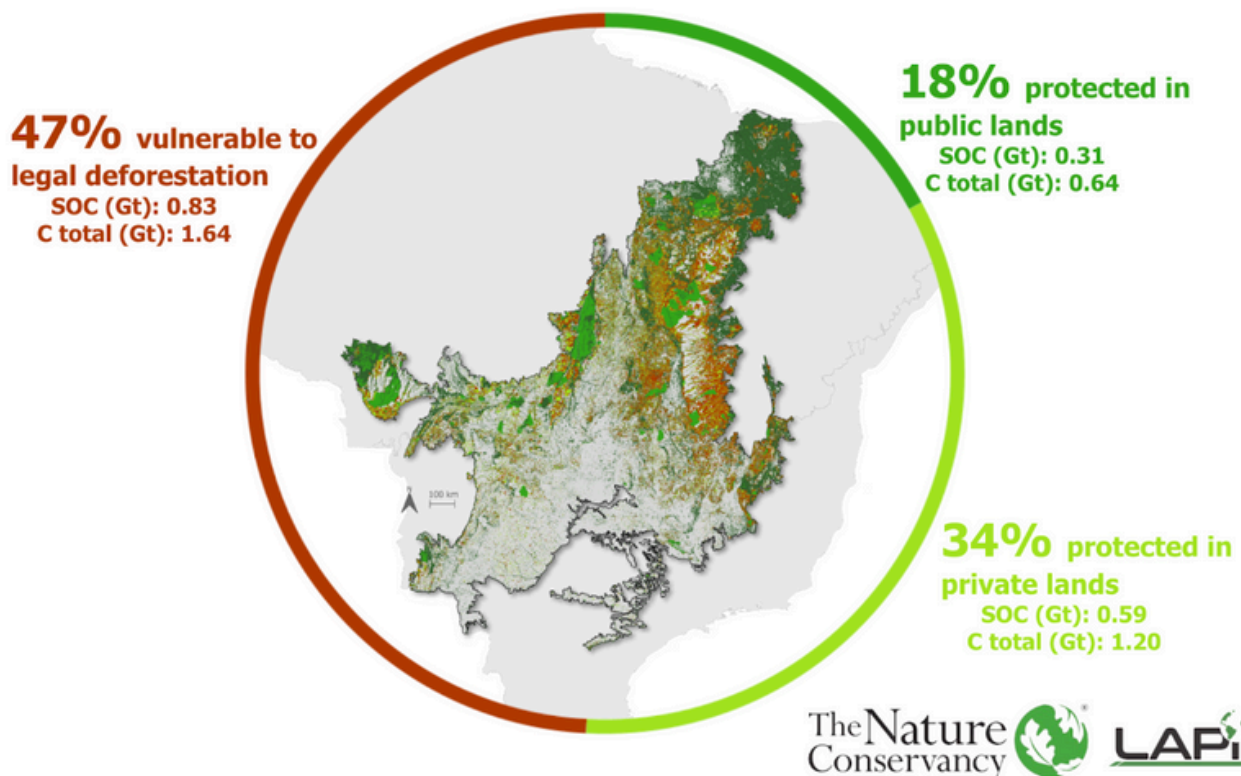 47% vulnerable to
legal deforestation
SOC (Gt): 0.83
C total (Gt): 1.64
18% protected in
public lands
SOC (Gt): 0.31
C total (Gt): 0.64
N
100 km
34% protected in
private lands
SOC (Gt): 0.59
C total (Gt): 1.20
The Nature
Conservancy ®